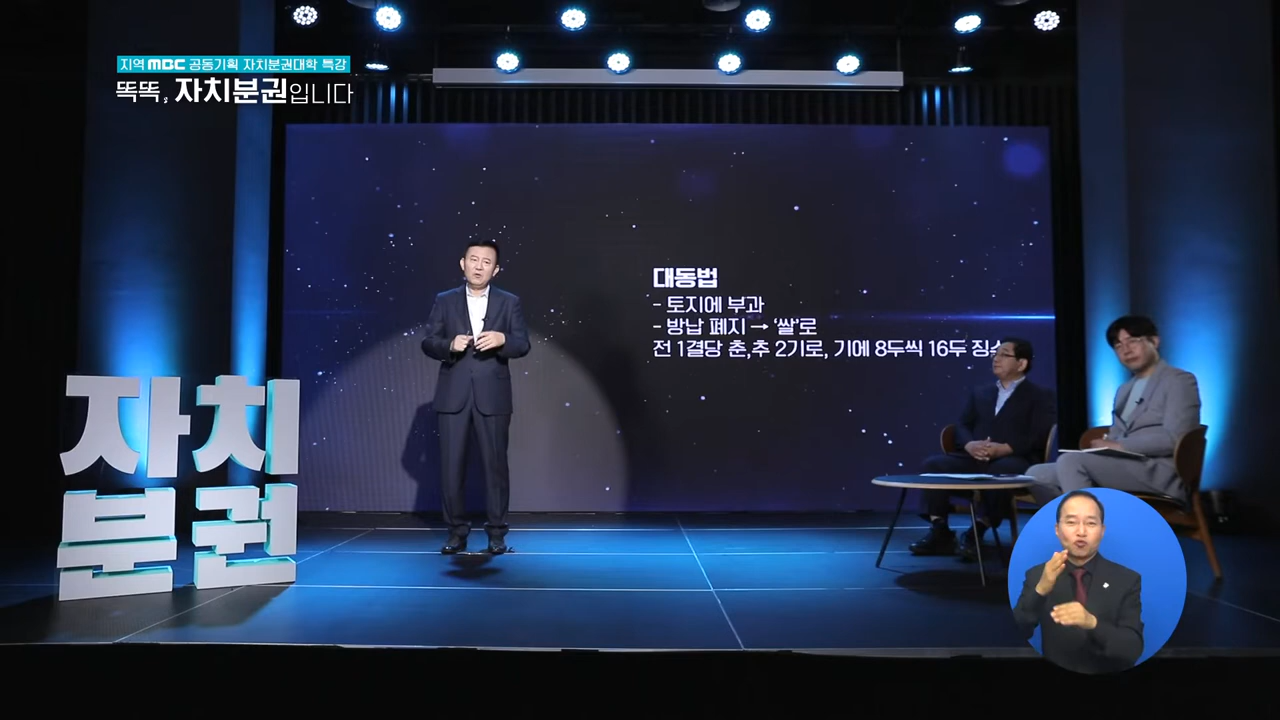 지역 MBC 공동기획 자치분권대학 특강
똑똑, 자치분권입니다
대동법
- 토지에 부과
- 방납 폐지 → '쌀'로
전 1결당 춘,추 2기로, 기에 8두씩 16두
자치
분권